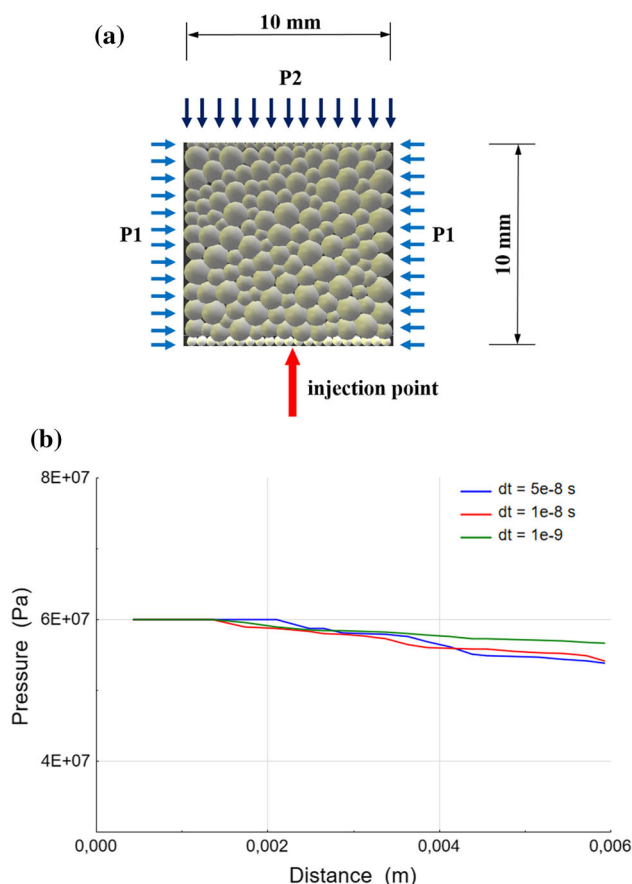 (a)
10 mm
P2
P1
P1
10 mm
injection point
(b)
8E+07
dt = 5e-8 s
dt = 1e-8 s
dt = 1e-9
6E+07
4E+07
Pressure (Pa)
0,000
0,002
0,004
0,006
Distance (m)